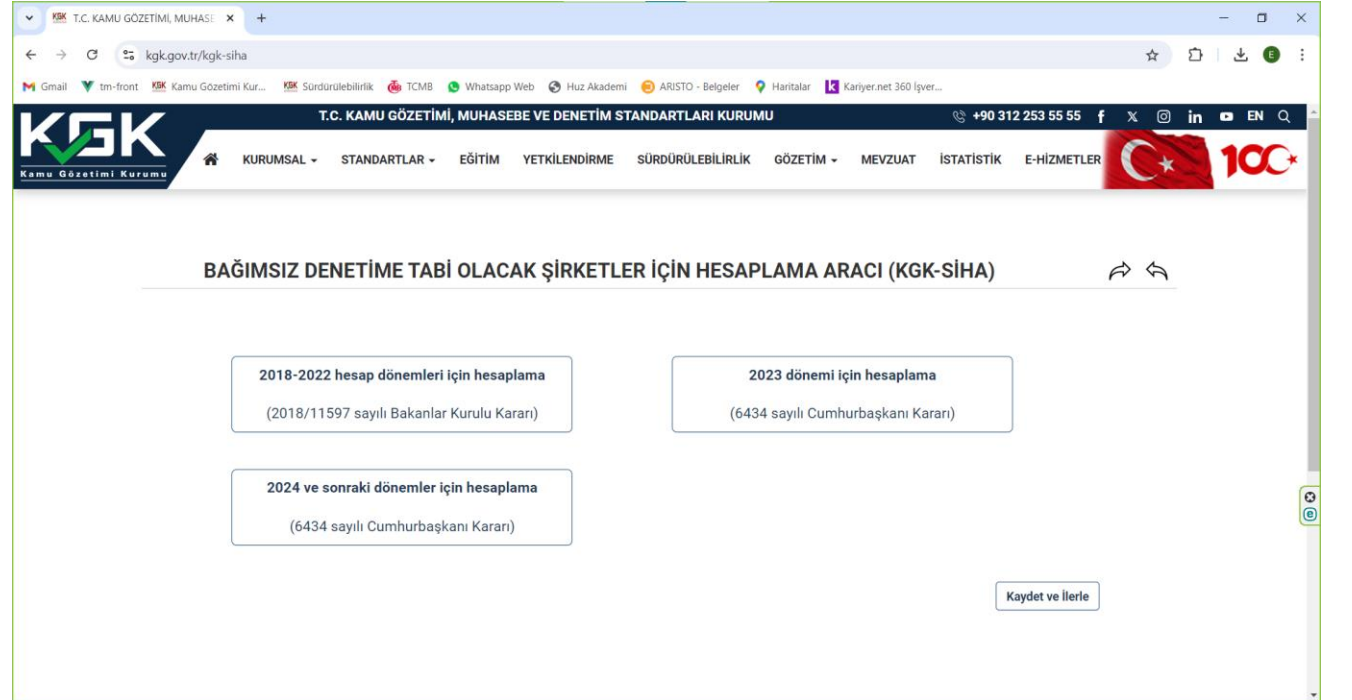 T.C. KAMU GÖZETİMİ, MUHASE
kgk.gov.tr/kgk-siha
E
Gmail tm-front Kamu Gözetimi Kur... Sürdürülebilirlik TCMB Whatsapp Web Huz Akademi ARISTO - Belgeler Haritalar Kariyer.net 360 İşver...
T.C. KAMU GÖZETİMİ, MUHASEBE VE DENETİM STANDARTLARI KURUMU +90 312 253 55 55 EN
KGK
Kamu Gözetimi Kurumu
KURUMSAL STANDARTLAR EĞİTİM YETKİLENDİRME SÜRDÜRÜLEBİLİRLİK GÖZETİM MEVZUAT İSTATİSTİK E-HİZMETLER 100
BAĞIMSIZ DENETİME TABİ OLACAK ŞİRKETLER İÇİN HESAPLAMA ARACI (KGK-SİHA)
2018-2022 hesap dönemleri için hesaplama
(2018/11597 sayılı Bakanlar Kurulu Kararı)
2023 dönemi için hesaplama
(6434 sayılı Cumhurbaşkanı Kararı)
2024 ve sonraki dönemler için hesaplama
(6434 sayılı Cumhurbaşkanı Kararı)
Kaydet ve İlerle